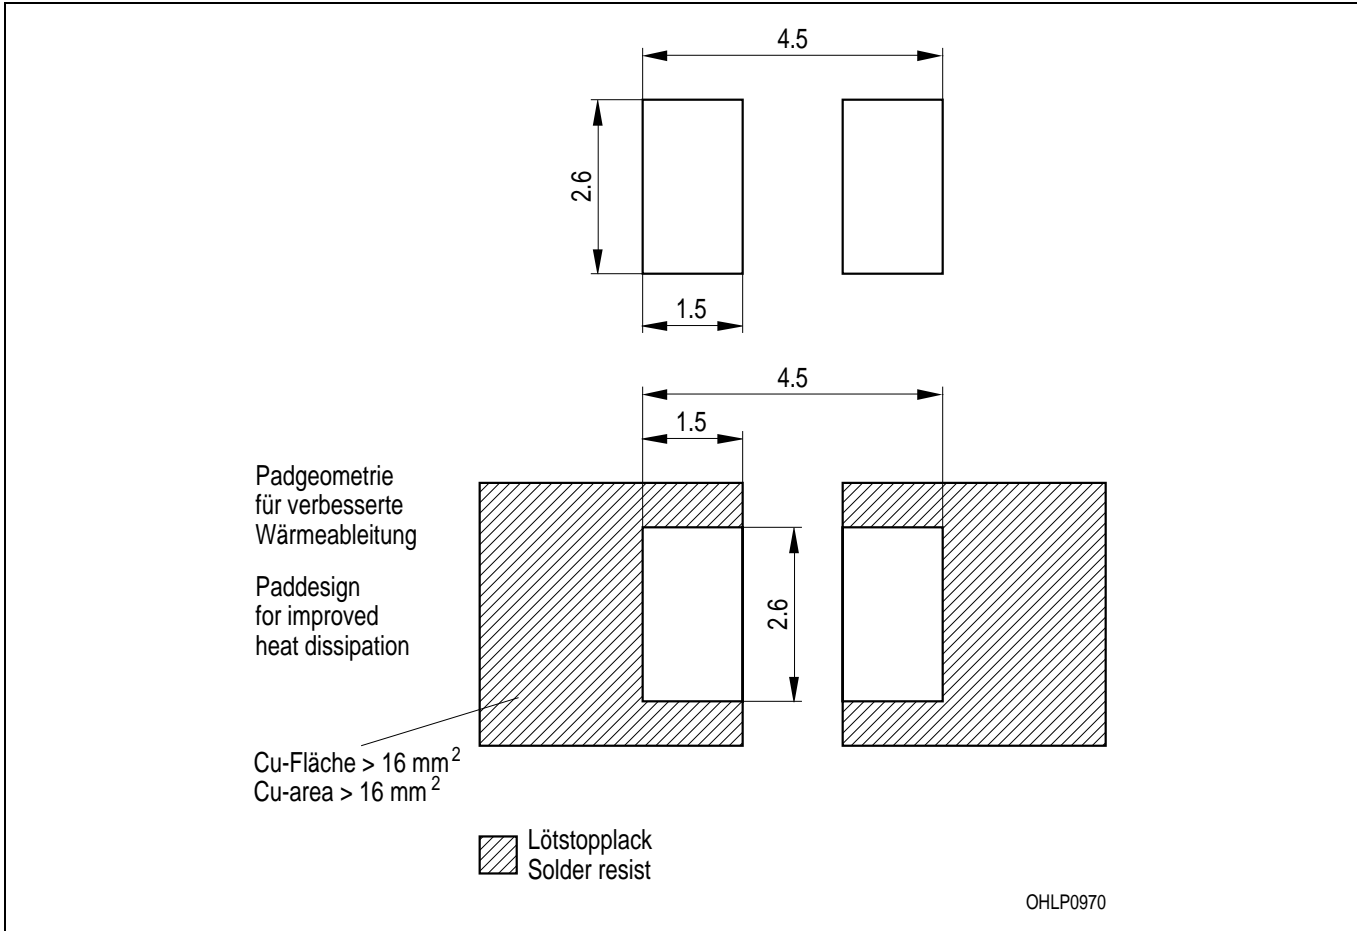 4.5
2.6
1.5
4.5
1.5
Padgeometrie
für verbesserte
Wärmeableitung
Paddesign
for improved
heat dissipation
2.6
Cu-Fläche > 16 mm²
Cu-area > 16 mm²
Lötstopplack
Solder resist
OHLP0970